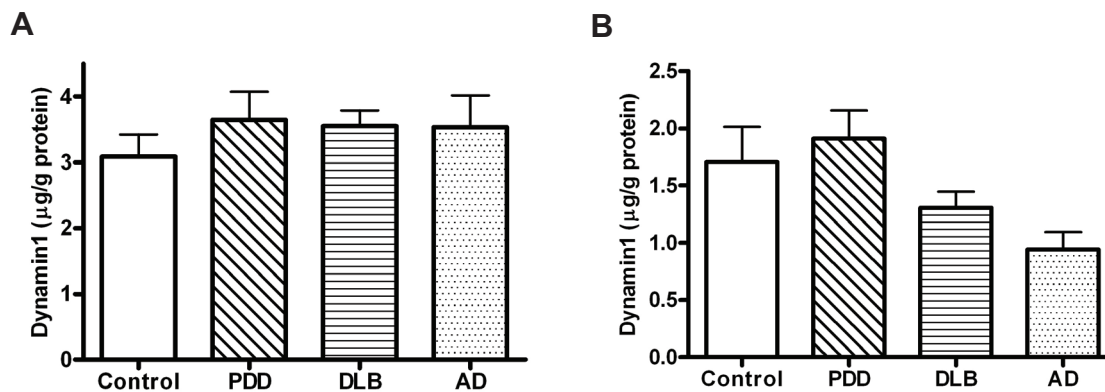 A
Dynamin1 (μg/g protein)
4
3
2
1
0
Control PDD DLB AD
B
Dynamin1 (μg/g protein)
2.5
2.0
1.5
1.0
0.5
0.0
Control PDD DLB AD